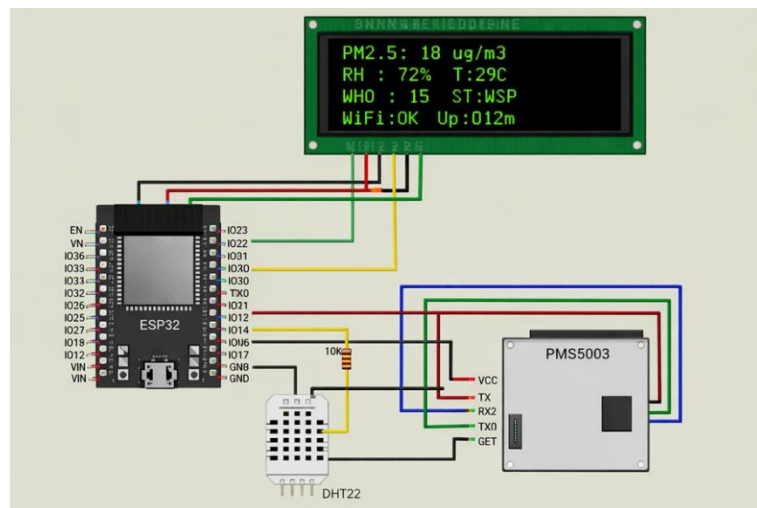 PM2.5: 18 ug/m3
RH : 72% T:29C
WHO : 15 ST:WSP
WiFi:OK Up:012m
EN
VN
IO36
IO33
IO32
IO26
IO25
IO27
IO18
IO12
VIN
VIN
ESP32
IO23
IO22
IO31
IO30
TX0
IO21
IO12
IO14
IO17
GND
10K
DHT22
PMS5003
VCC
TX
RX2
TX0
GET